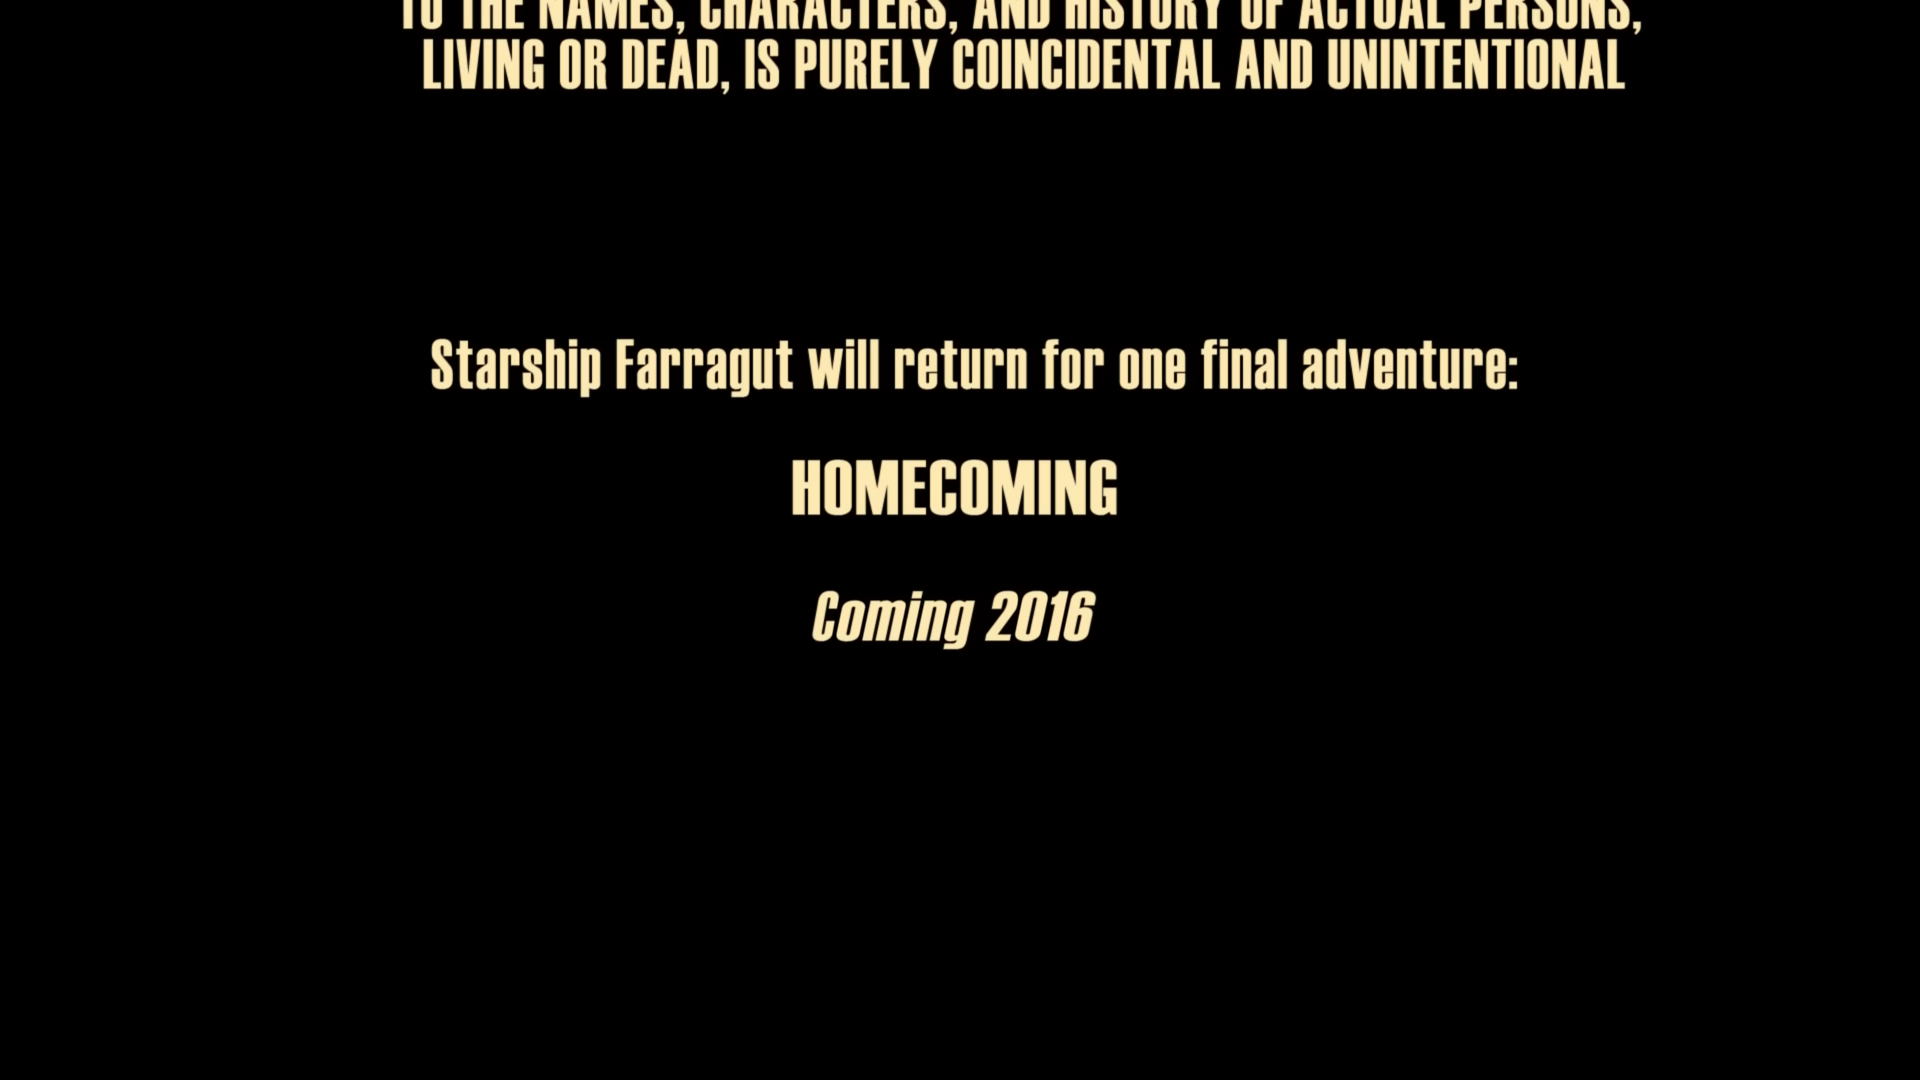 TO THE NAMES, CHARACTERS, AND HISTORY OF ACTUAL PERSONS,
LIVING OR DEAD, IS PURELY COINCIDENTAL AND UNINTENTIONAL
Starship Farragut will return for one final adventure:
HOMECOMING
Coming 2016